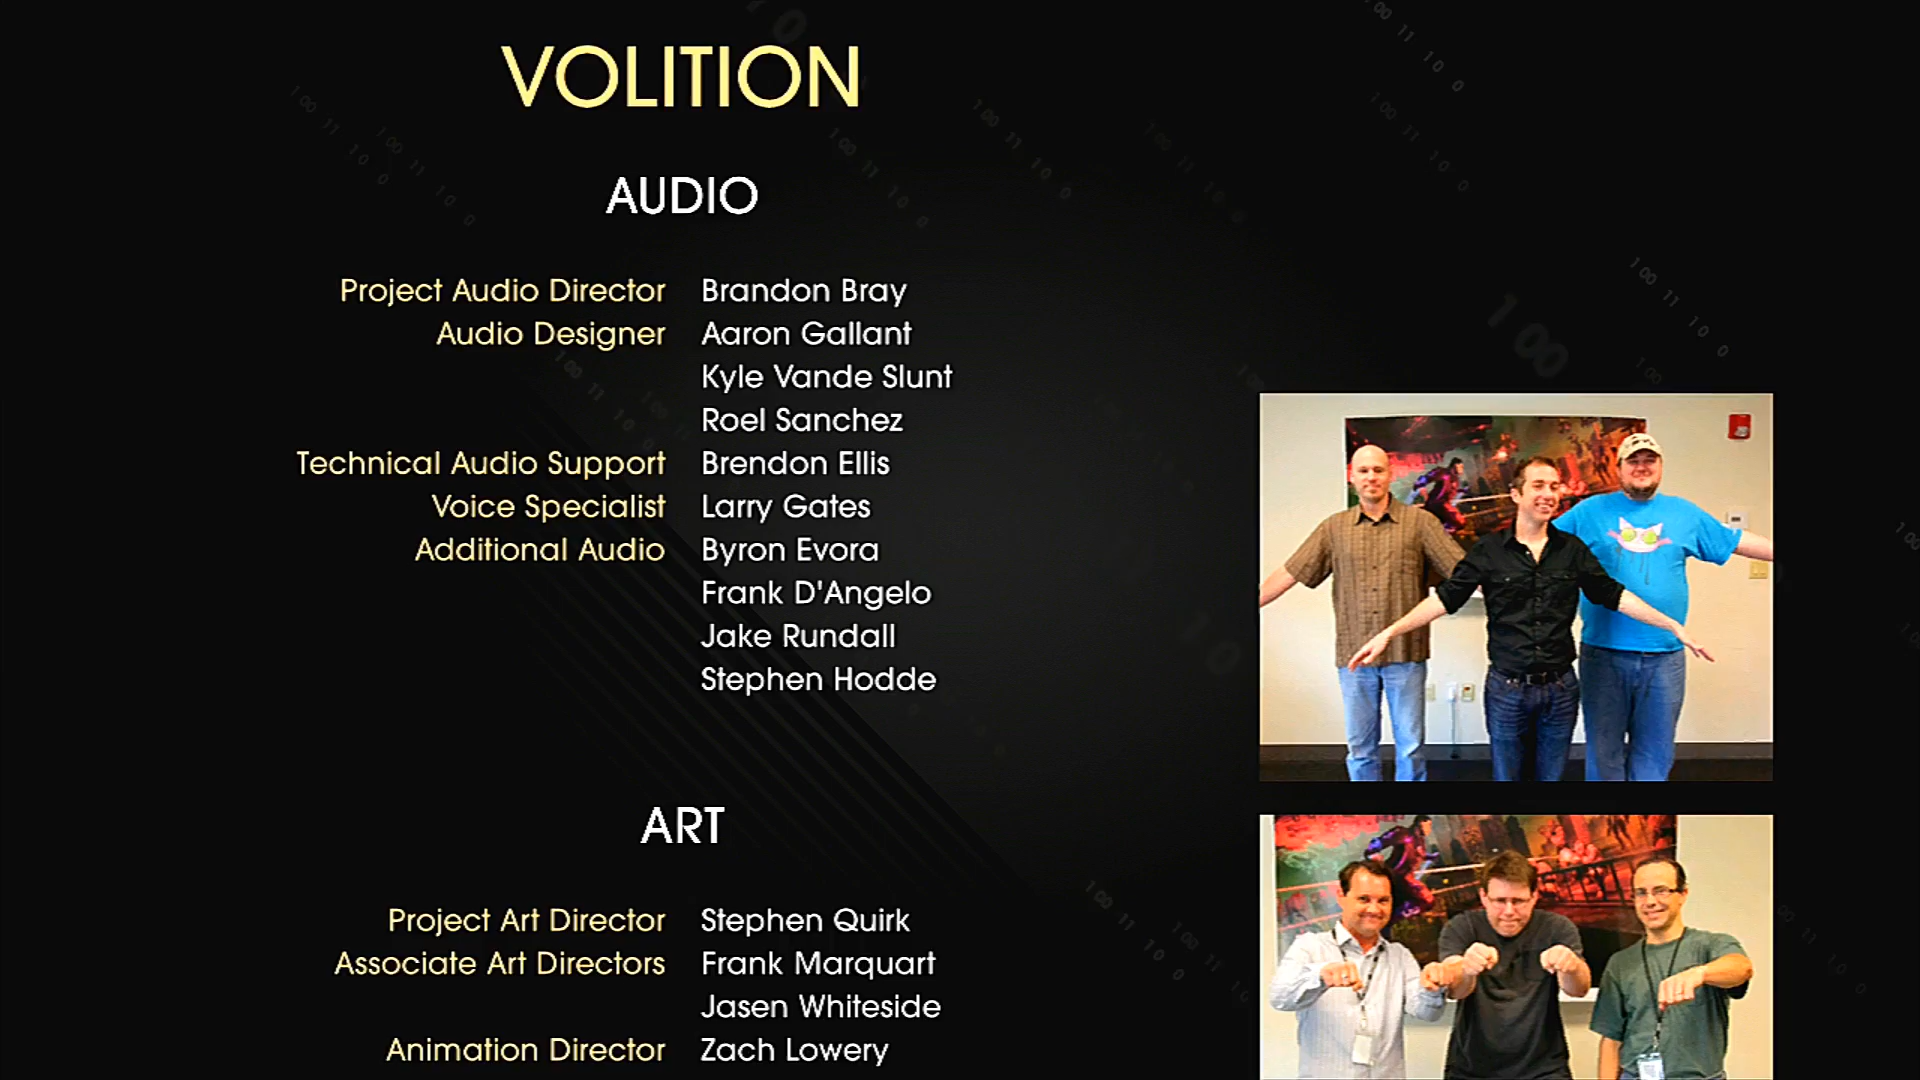 VOLITION
AUDIO
Project Audio Director Brandon Bray
Audio Designer Aaron Gallant
Kyle Vande Slunt
Roel Sanchez
Technical Audio Support Brendon Ellis
Voice Specialist Larry Gates
Additional Audio Byron Evora
Frank D'Angelo
Jake Rundall
Stephen Hodde
ART
Project Art Director Stephen Quirk
Associate Art Directors Frank Marquart
Jasen Whiteside
Animation Director Zach Lowery